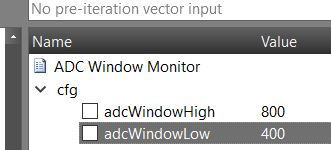 No pre-iteration vector input
Name Value
ADC Window Monitor
cfg
adcWindowHigh 800
adcWindowLow 400